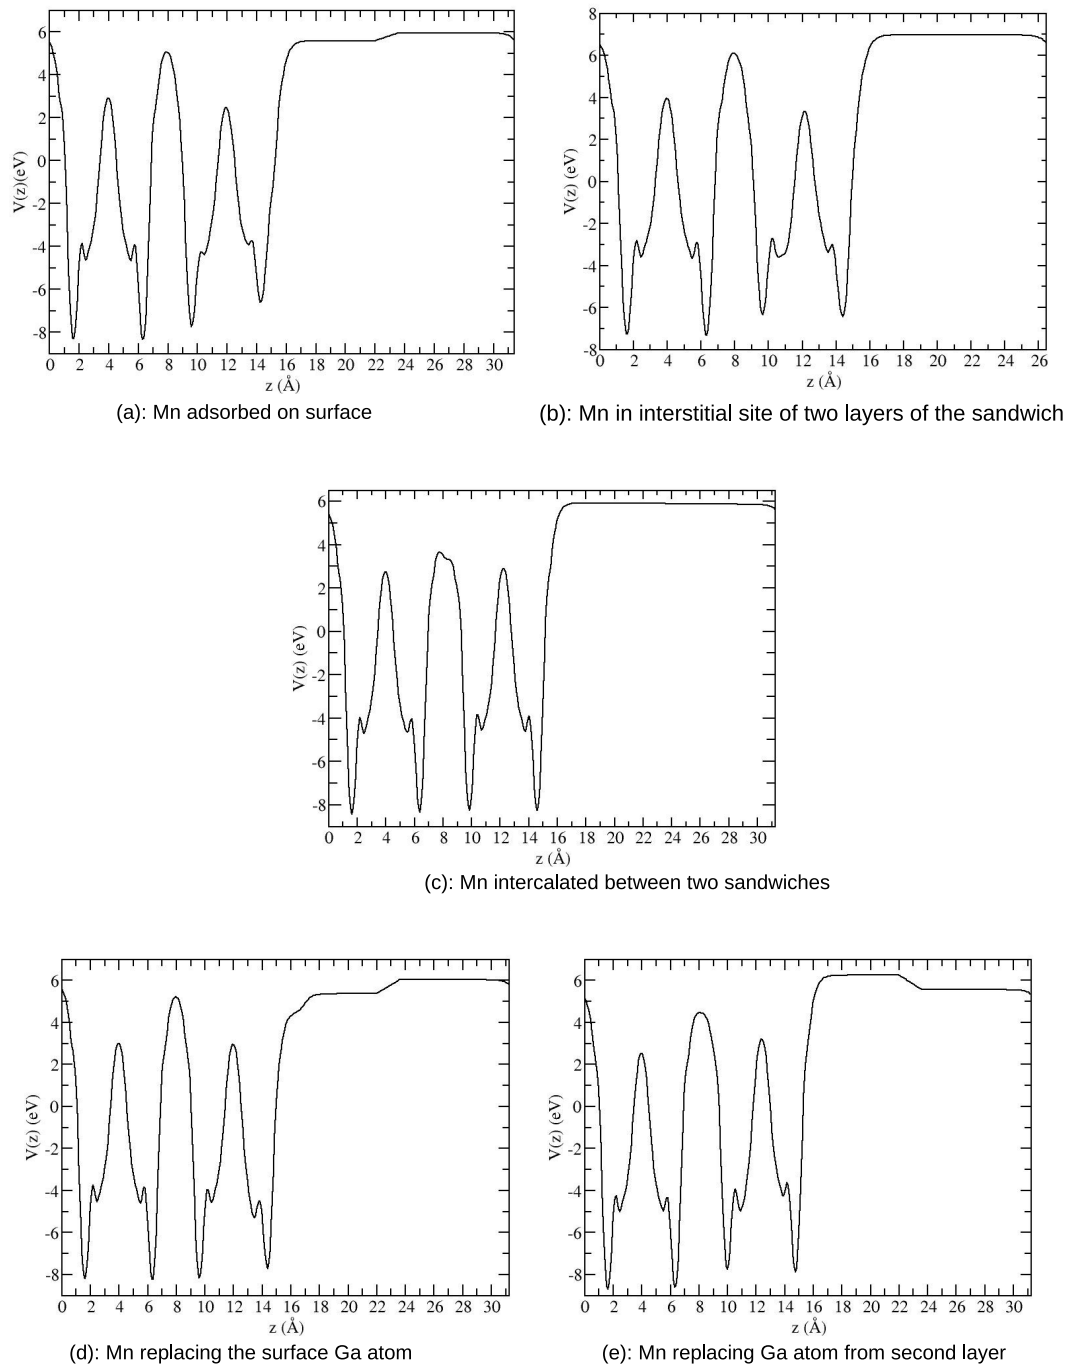 6
4
2
0
-2
-4
-6
-8
V(z)(eV)
0 2 4 6 8 10 12 14 16 18 20 22 24 26 28 30
z (Å)
(a): Mn adsorbed on surface
8
6
4
2
0
-2
-4
-6
-8
V(z) (eV)
0 2 4 6 8 10 12 14 16 18 20 22 24 26
z (Å)
(b): Mn in interstitial site of two layers of the sandwich
6
4
2
0
-2
-4
-6
-8
V(z) (eV)
0 2 4 6 8 10 12 14 16 18 20 22 24 26 28 30
z (Å)
(c): Mn intercalated between two sandwiches
6
4
2
0
-2
-4
-6
-8
V(z) (eV)
0 2 4 6 8 10 12 14 16 18 20 22 24 26 28 30
z (Å)
(d): Mn replacing the surface Ga atom
6
4
2
0
-2
-4
-6
-8
V(z) (eV)
0 2 4 6 8 10 12 14 16 18 20 22 24 26 28 30
z (Å)
(e): Mn replacing Ga atom from second layer